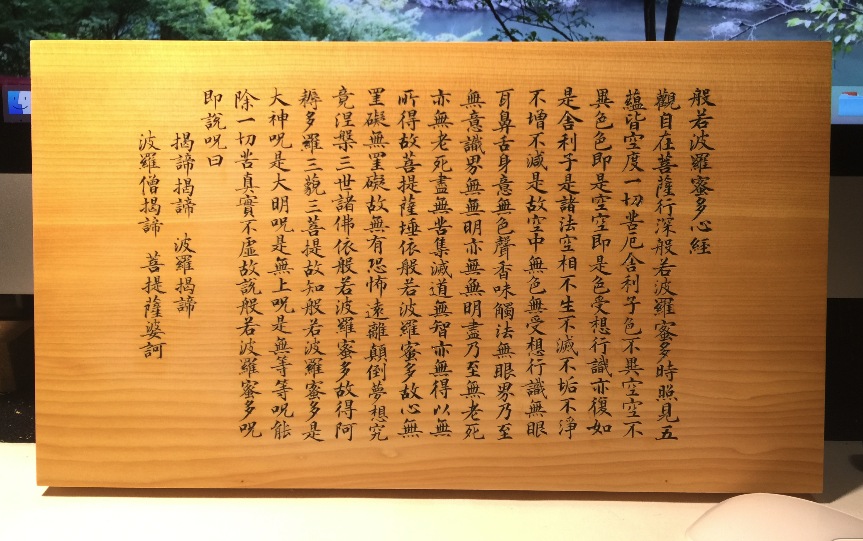 般若波羅蜜多心經
觀自在菩薩行深般若波羅蜜多時照見五
蘊皆空度一切苦厄舍利子色不異空空不
異色色即是空空即是色受想行識亦復如
是舍利子是諸法空相不生不滅不垢不淨
不增不減是故空中無色無受想行識無眼
耳鼻舌身意無色聲香味觸法無眼界乃至
無意識界無無明亦無無明盡乃至無老死
亦無老死盡無苦集滅道無智亦無得以無
所得故菩提薩埵依般若波羅蜜多故心無
罣礙無罣礙故無有恐怖遠離顛倒夢想究
竟涅槃三世諸佛依般若波羅蜜多故得阿
耨多羅三藐三菩提故知般若波羅蜜多是
大神呪是大明呪是無上呪是無等等呪能
除一切苦真實不虛故說般若波羅蜜多呪
即說呪曰
揭諦揭諦 波羅揭諦
波羅僧揭諦 菩提薩婆訶